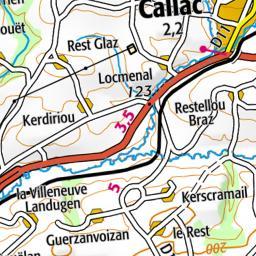 Callac
2,2
ouët
Rest Glaz
Locmenal
123
Restellou
Braz
Kerdiriou
3,5
la Villeneuve
Landugen
5
Kerscramail
Guerzanvoizan
le Rest
200